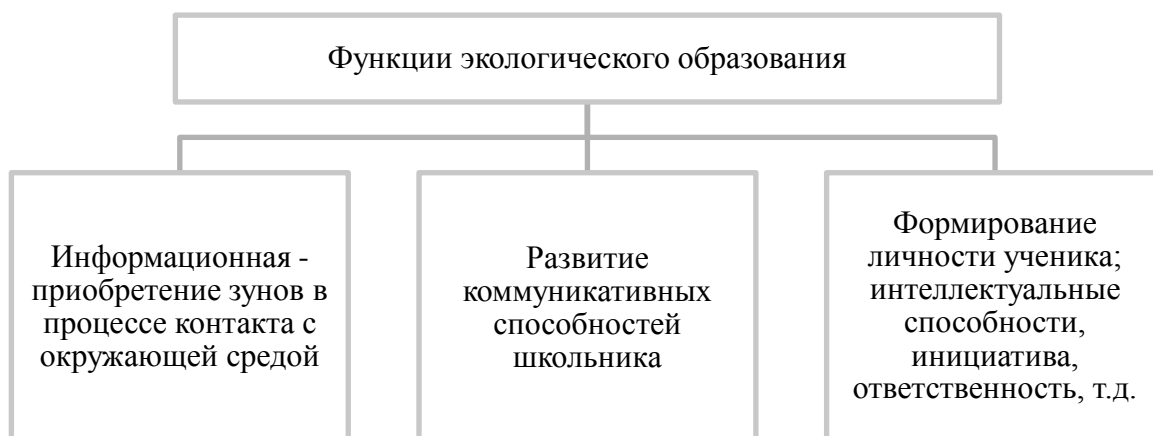 Функции экологического образования
Информационная -
приобретение зунов в
процессе контакта с
окружающей средой
Развитие
коммуникативных
способностей
школьника
Формирование
личности ученика;
интеллектуальные
способности,
инициатива,
ответственность, т.д.